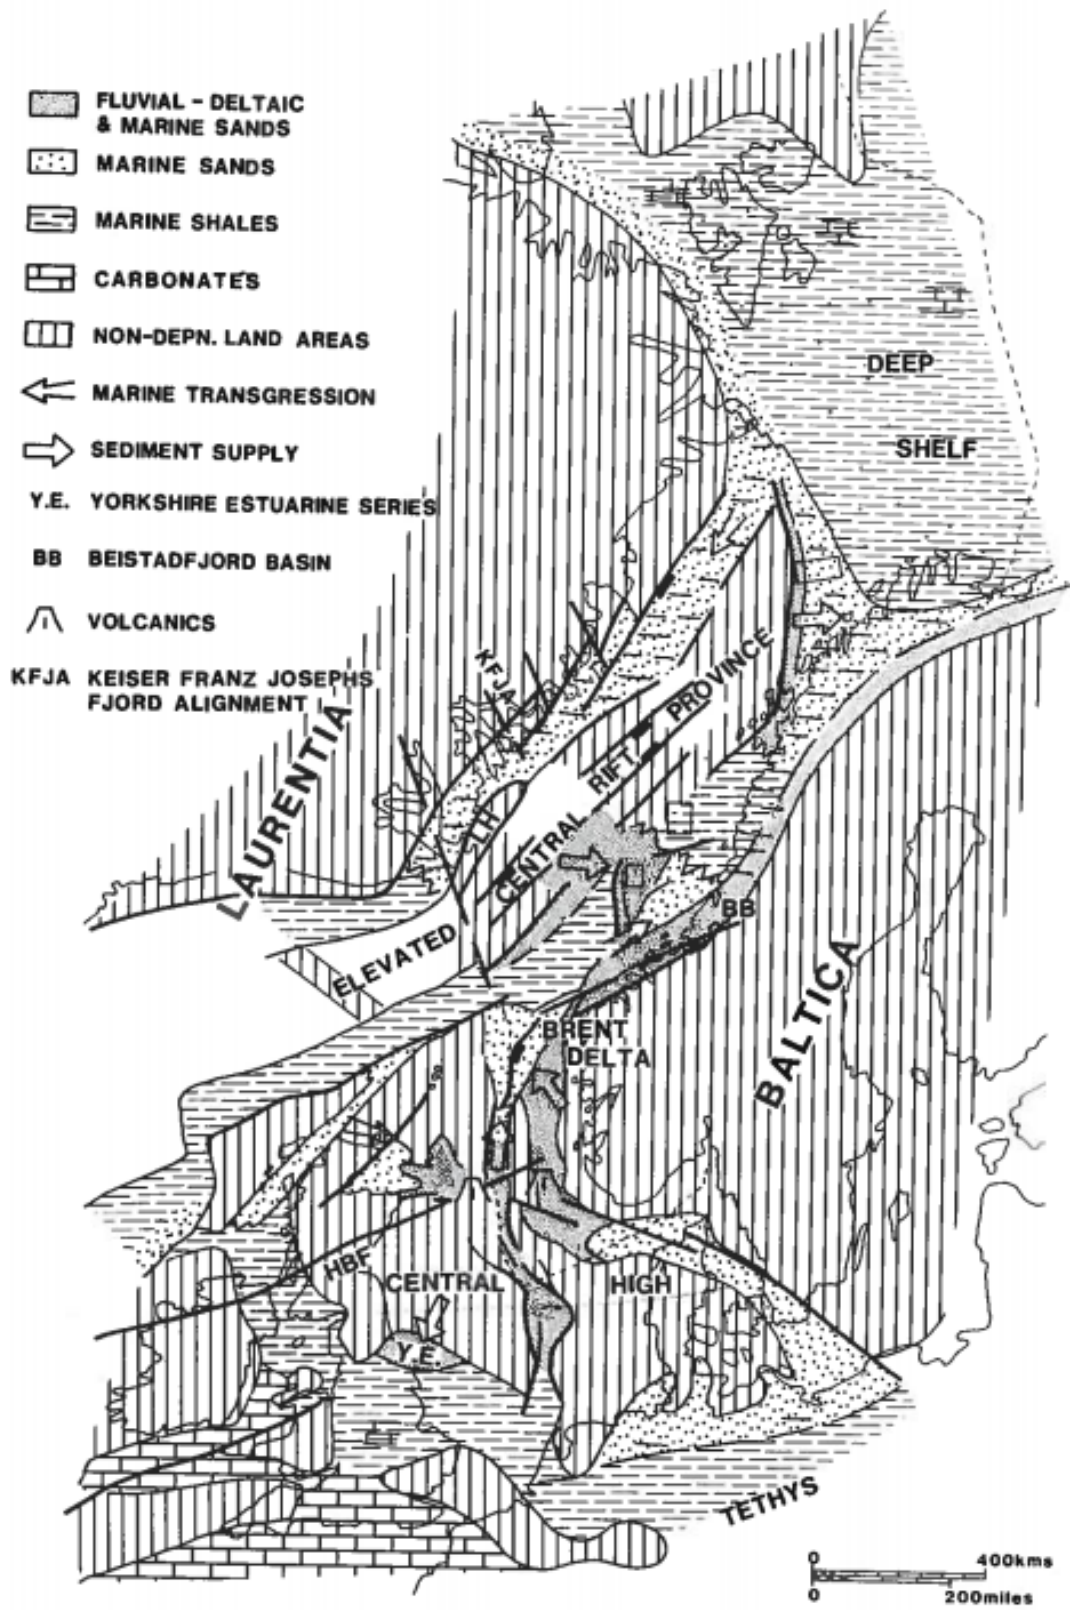 FLUVIAL - DELTAIC
& MARINE SANDS
MARINE SANDS
MARINE SHALES
CARBONATES
NON-DEPN. LAND AREAS
MARINE TRANSGRESSION
SEDIMENT SUPPLY
Y.E. YORKSHIRE ESTUARINE SERIES
BB BEISTADFJORD BASIN
VOLCANICS
KFJA KEISER FRANZ JOSEPHS
FJORD ALIGNMENT
DEEP
SHELF
KFJA
LAURENTIA
LH
ELEVATED
CENTRAL
RIFT
PROVINCE
BB
BALTICA
BRENT
DELTA
HBF
CENTRAL
HIGH
Y.E.
TETHYS
0 400kms
0 200miles